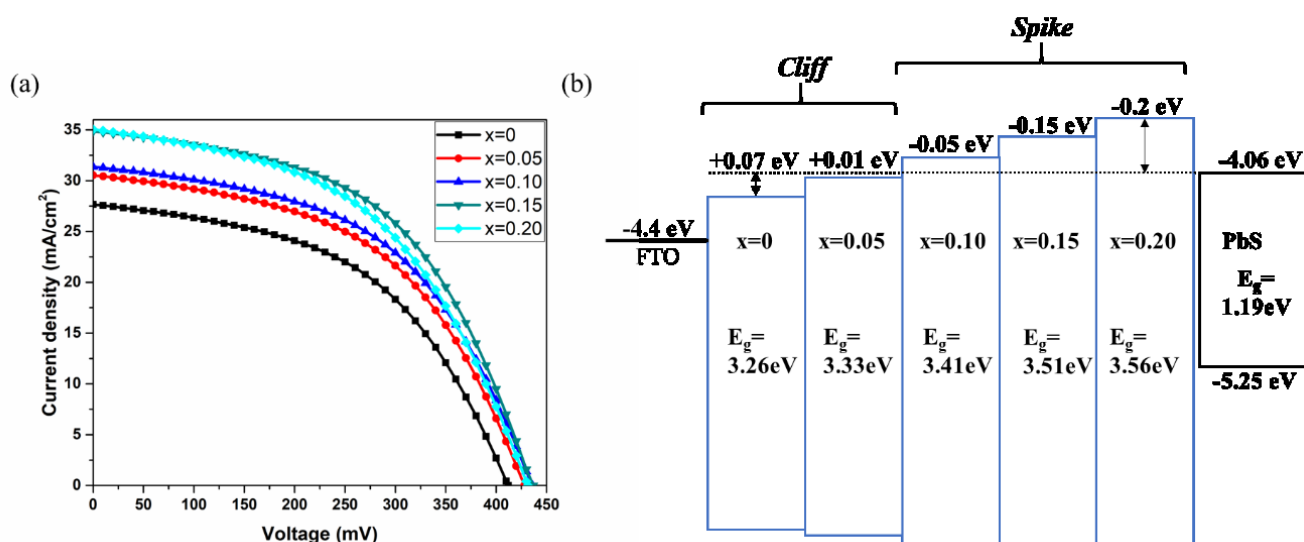 (a)
Current density (mA/cm²)
35
30
25
20
15
10
5
0
0 50 100 150 200 250 300 350 400 450
Voltage (mV)
x=0
x=0.05
x=0.10
x=0.15
x=0.20
(b)
Cliff
Spike
+0.07 eV
+0.01 eV
-0.05 eV
-0.15 eV
-0.2 eV
-4.06 eV
-4.4 eV
FTO
x=0
x=0.05
x=0.10
x=0.15
x=0.20
PbS
Eg=
1.19eV
Eg=
3.26eV
Eg=
3.33eV
Eg=
3.41eV
Eg=
3.51eV
Eg=
3.56eV
-5.25 eV